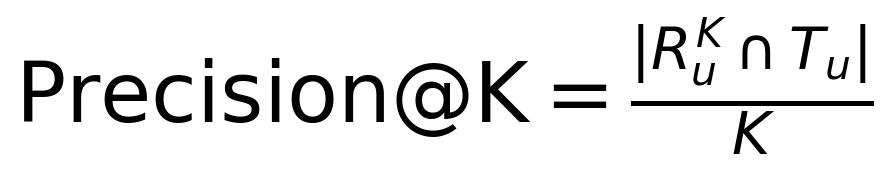 Precision@K = |R_u^K ∩ T_u| / K